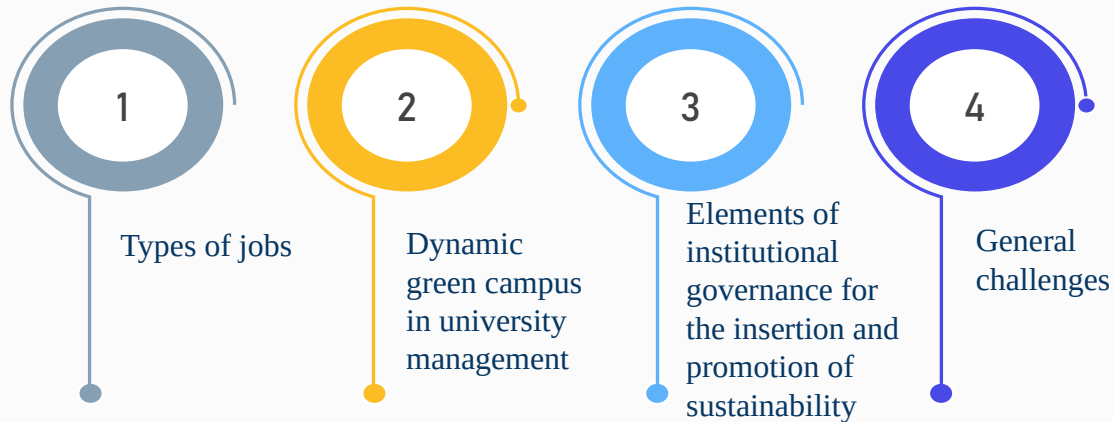 1
Types of jobs
2
Dynamic
green campus
in university
management
3
Elements of
institutional
governance for
the insertion and
promotion of
sustainability
4
General
challenges